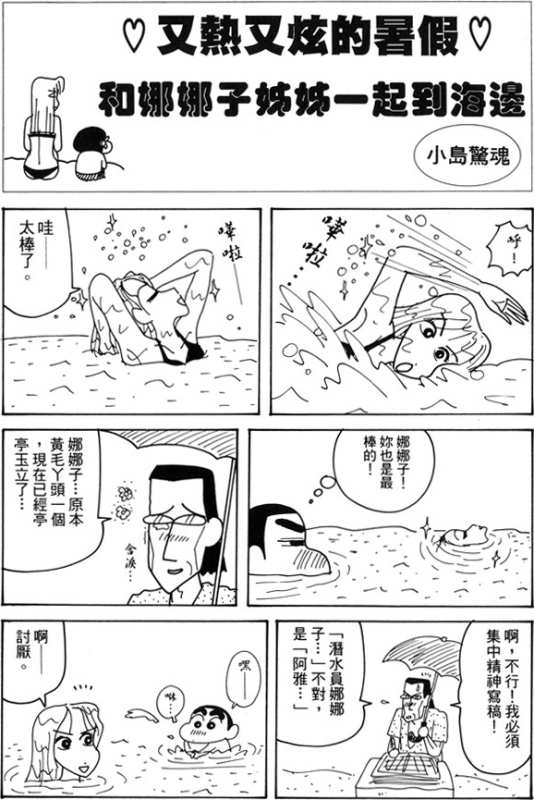 ♡又熱又炫的暑假♡
和娜娜子姊姊一起到海邊
小島驚魂
呼！
嘩啦…
嘩啦──
哇──
太棒了。
娜娜子！
妳也是最
棒的！
娜娜子…原本
黃毛ㄚ頭一個
，現在已經亭
亭玉立了…
含淚…
啊，不行！我必須
集中精神寫稿！
「潛水員娜娜
子…」不對，
是「阿雅…」
嘿──
咻…
啊──
討厭。